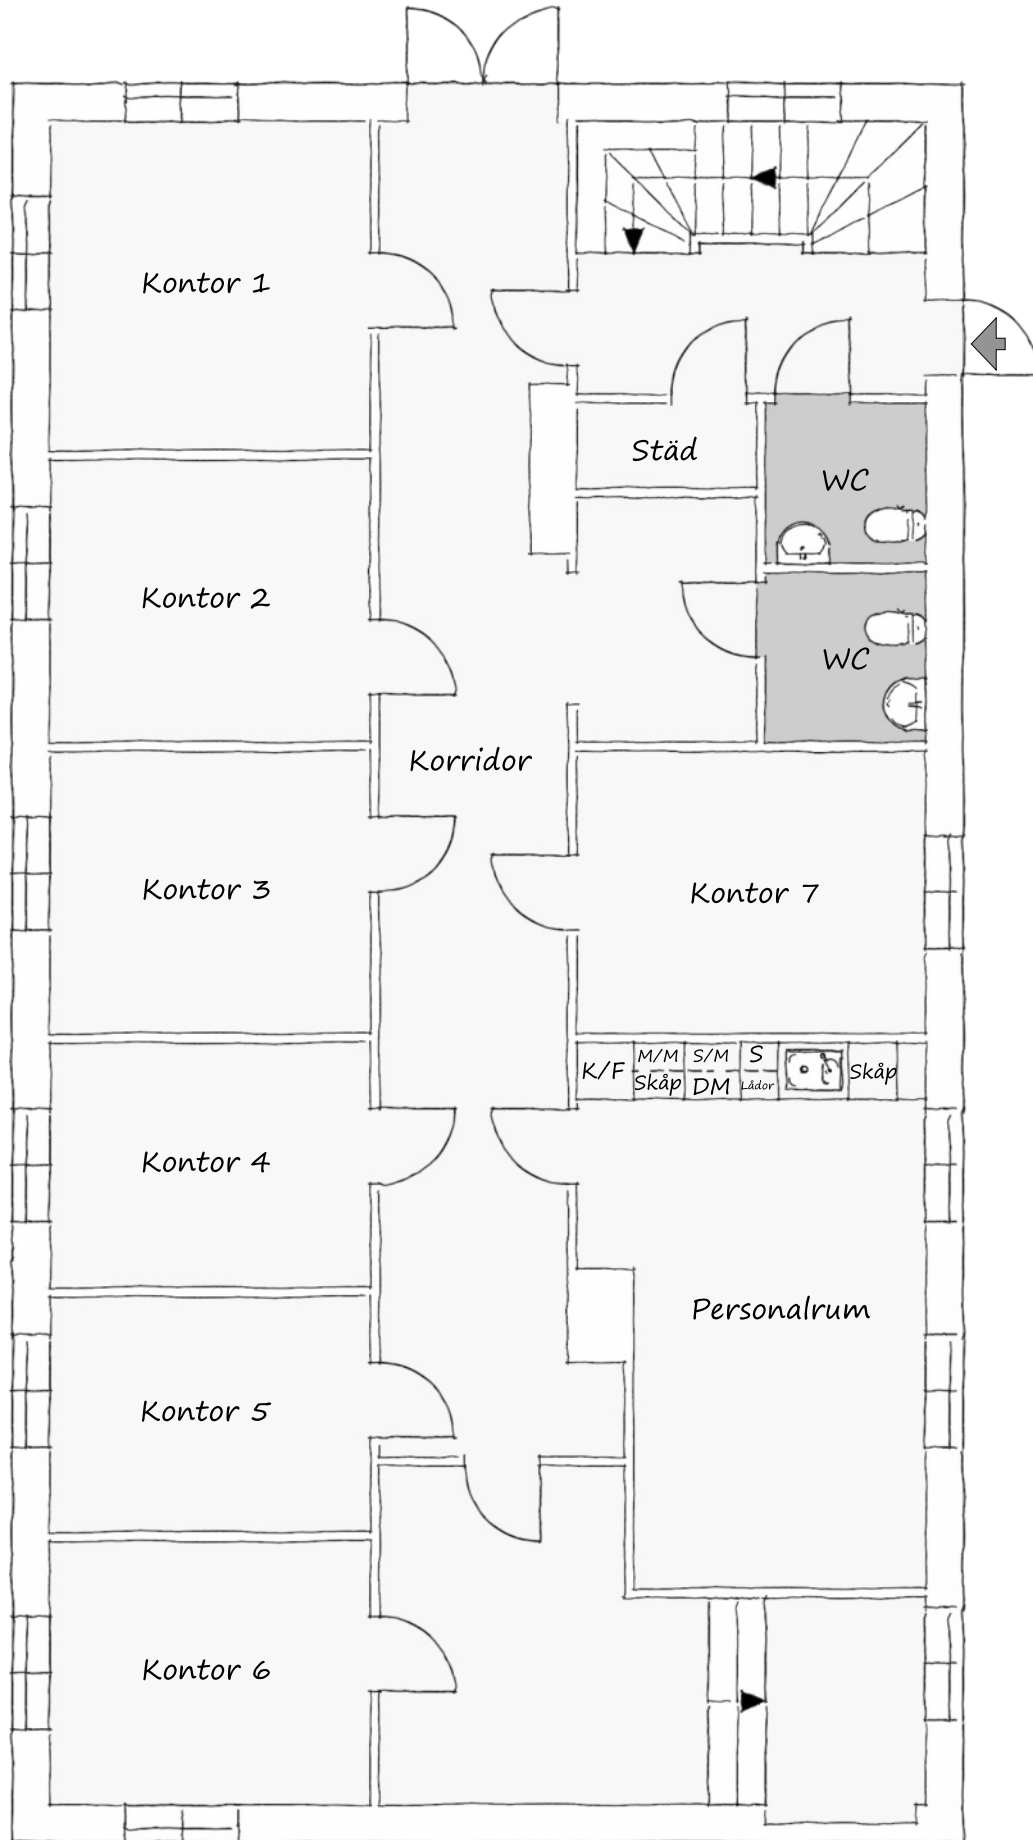 Kontor 1
Städ
WC
Kontor 2
WC
Korridor
Kontor 3
Kontor 7
K/F
M/M
Skåp
S/M
DM
S
Lådor
Skåp
Kontor 4
Personalrum
Kontor 5
Kontor 6